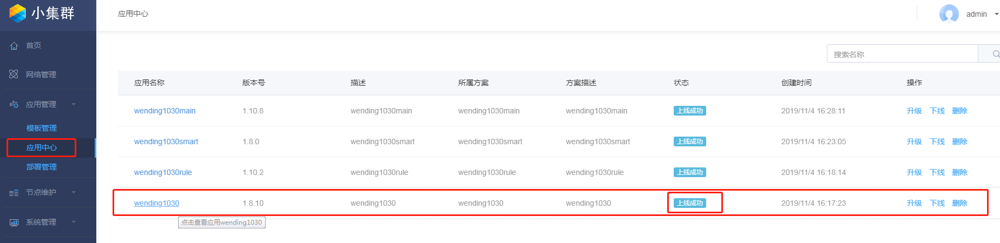 小集群
应用中心
admin
首页
网络管理
应用管理
模板管理
应用中心
部署管理
节点维护
系统管理
搜索名称
应用名称 版本号 描述 所属方案 方案描述 状态 创建时间 操作
wending1030main 1.10.8 wending1030main wending1030main wending1030main 上线成功 2019/11/4 16:28:11 升级 下线 删除
wending1030smart 1.8.0 wending1030smart wending1030smart wending1030smart 上线成功 2019/11/4 16:23:05 升级 下线 删除
wending1030rule 1.10.2 wending1030rule wending1030rule wending1030rule 上线成功 2019/11/4 16:18:14 升级 下线 删除
wending1030 1.8.10 wending1030 wending1030 wending1030 上线成功 2019/11/4 16:17:23 升级 下线 删除
点击查看应用wending1030